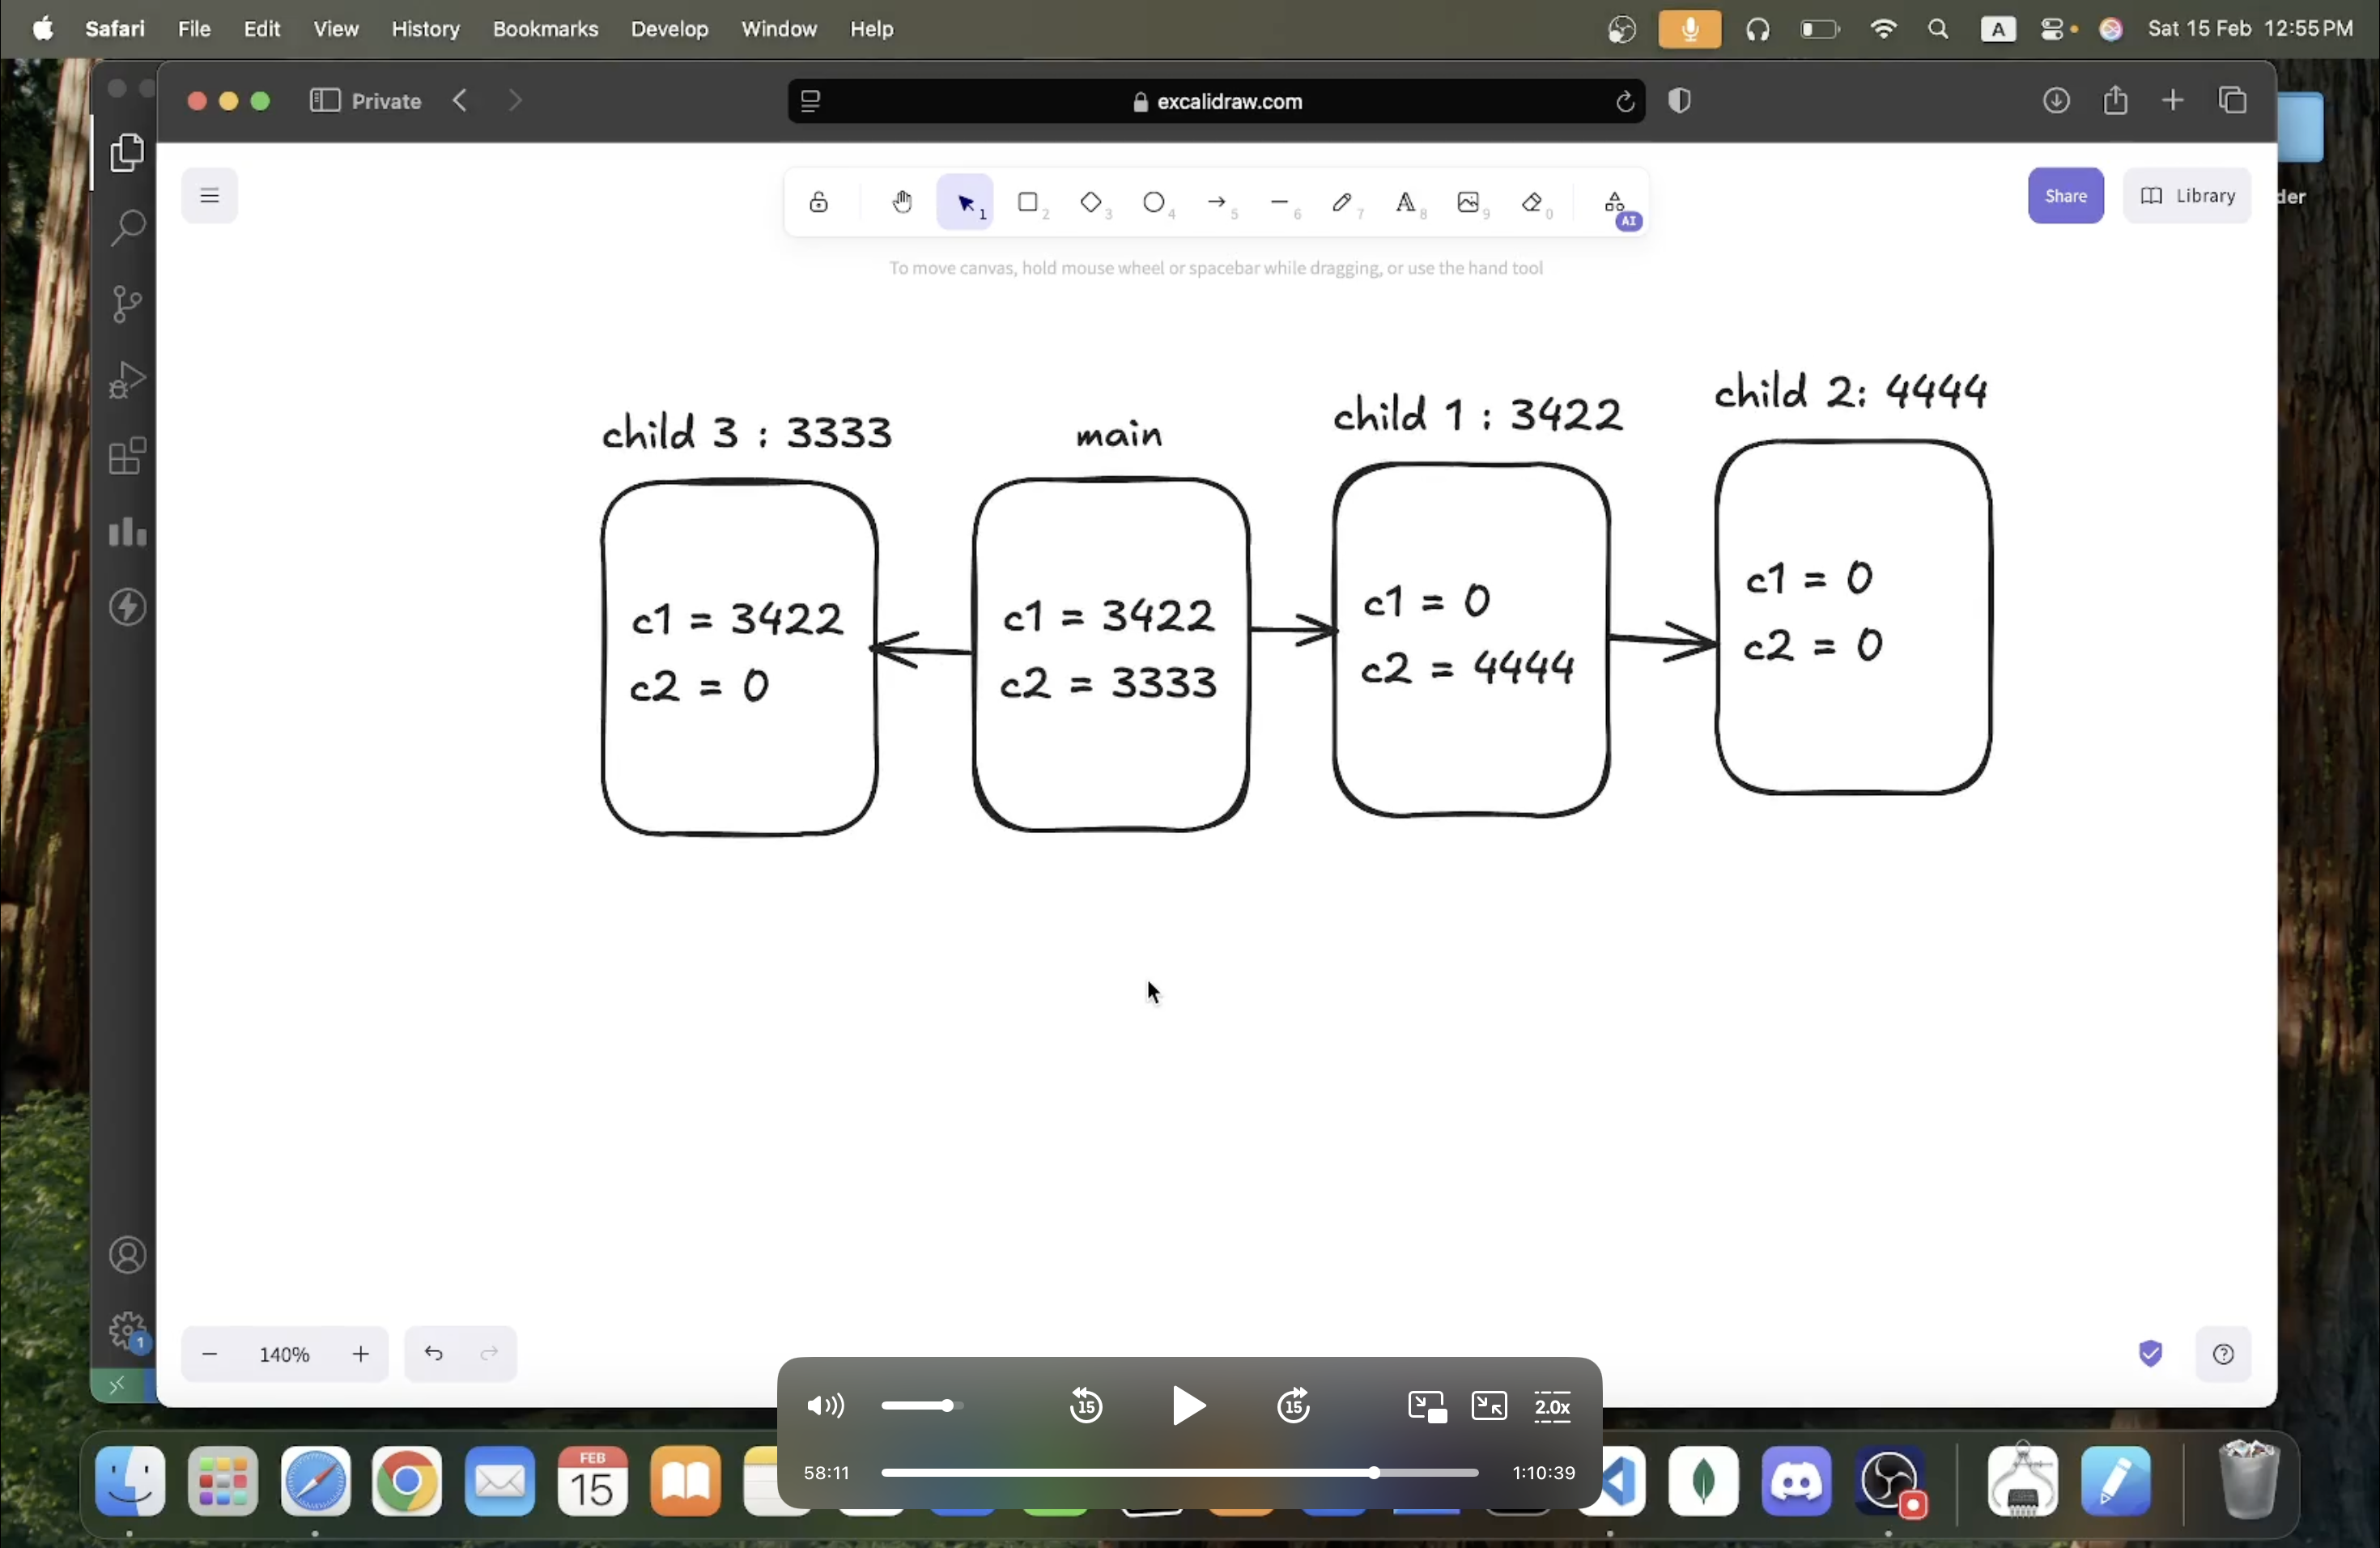 Safari File Edit View History Bookmarks Develop Window Help A Sat 15 Feb 12:55 PM
Private excalidraw.com
1 2 3 4 5 6 7 8 9 0 AI
Share Library
der
To move canvas, hold mouse wheel or spacebar while dragging, or use the hand tool
child 3 : 3333
main
child 1 : 3422
child 2: 4444
c1 = 3422
c2 = 0
c1 = 3422
c2 = 3333
c1 = 0
c2 = 4444
c1 = 0
c2 = 0
1
140%
15 15 2.0x
58:11 1:10:39
FEB
15